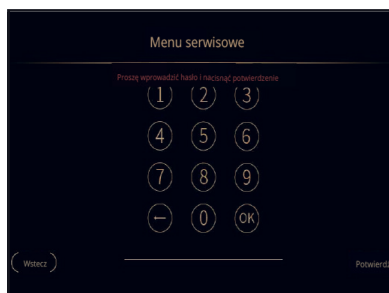 Menu serwisowe
Proszę wprowadzić hasło i nacisnąć potwierdzenie
1 2 3
4 5 6
7 8 9
← 0 OK
Wstecz
Potwierdź